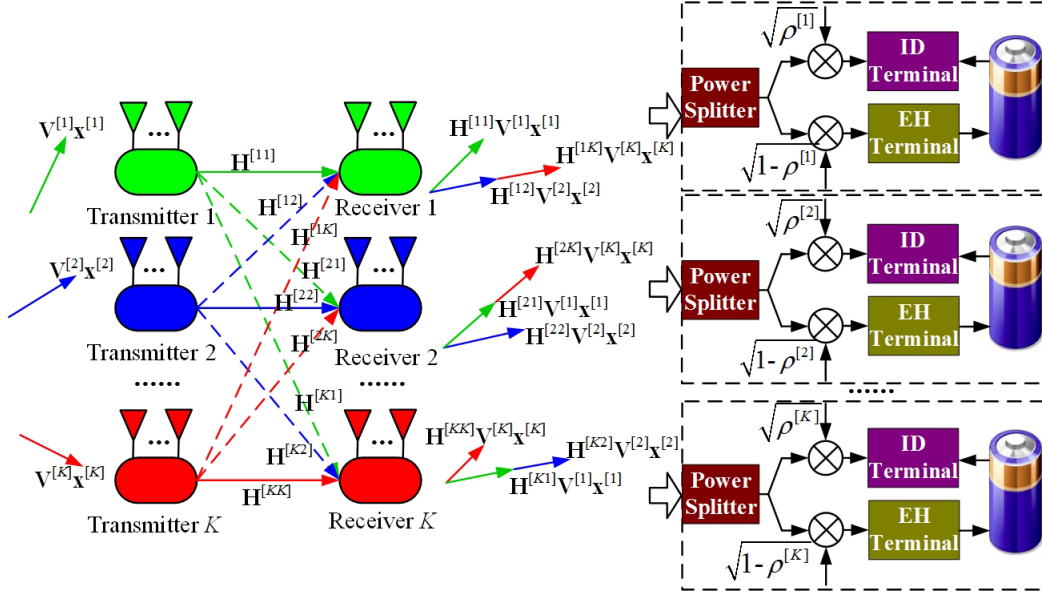 V^[1]x^[1]
Transmitter 1
H^[11]
H^[12]
H^[1K]
Receiver 1
H^[11]V^[1]x^[1]
H^[1K]V^[K]x^[K]
H^[12]V^[2]x^[2]
Power
Splitter
√ρ^[1]
√1-ρ^[1]
ID
Terminal
EH
Terminal
V^[2]x^[2]
Transmitter 2
H^[21]
H^[22]
H^[2K]
Receiver 2
H^[2K]V^[K]x^[K]
H^[21]V^[1]x^[1]
H^[22]V^[2]x^[2]
Power
Splitter
√ρ^[2]
√1-ρ^[2]
ID
Terminal
EH
Terminal
......
......
......
V^[K]x^[K]
Transmitter K
H^[K1]
H^[K2]
H^[KK]
Receiver K
H^[KK]V^[K]x^[K]
H^[K2]V^[2]x^[2]
H^[K1]V^[1]x^[1]
Power
Splitter
√ρ^[K]
√1-ρ^[K]
ID
Terminal
EH
Terminal